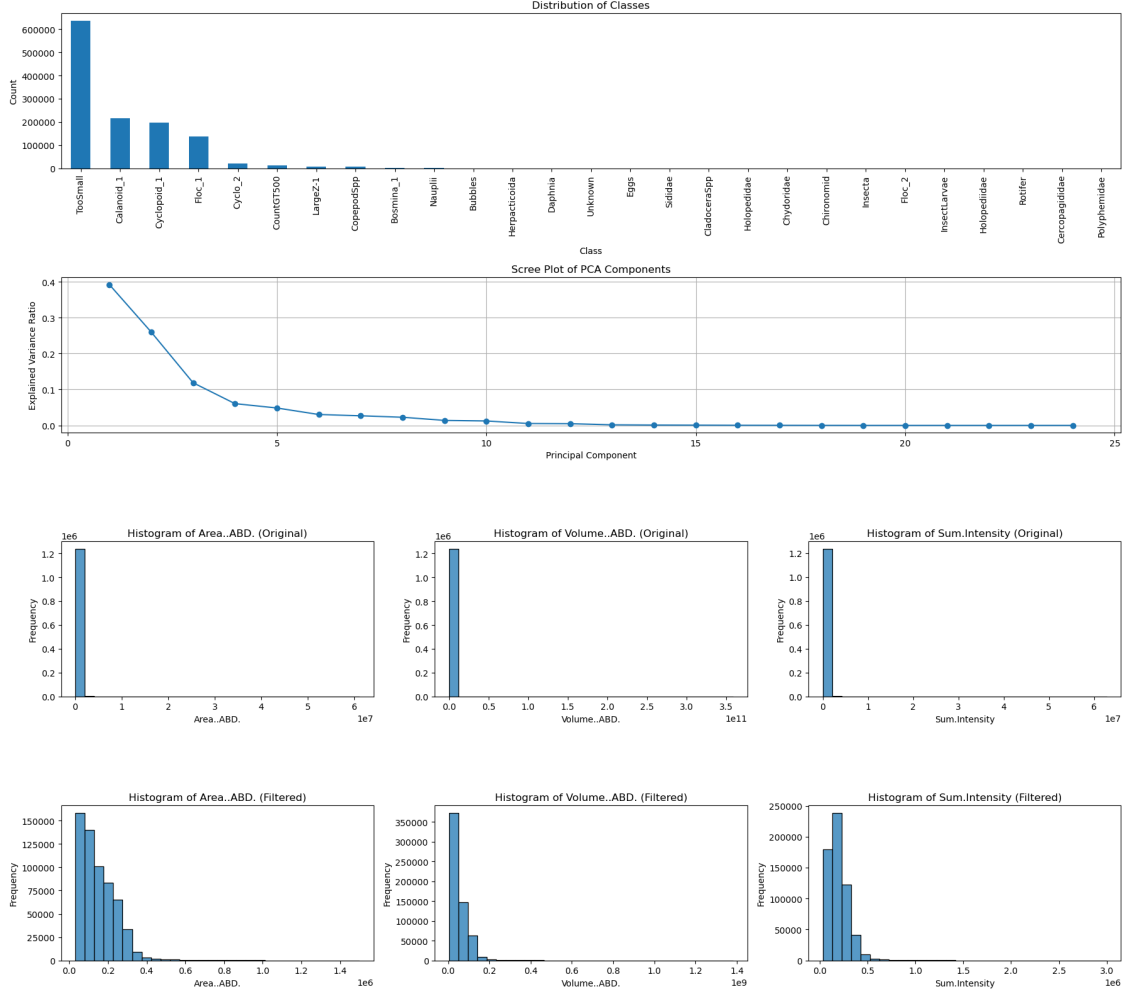 Distribution of Classes
600000
500000
400000
300000
200000
100000
0
Count
TooSmall
Calanoid_1
Cyclopoid_1
Floc_1
Cyclo_2
CountGT500
LargeZ-1
CopepodSpp
Bosmina_1
Nauplii
Bubbles
Herpacticoida
Daphnia
Unknown
Eggs
Sididae
CladoceraSpp
Holopedidae
Chydoridae
Chironomid
Insecta
Floc_2
InsectLarvae
Holopediidae
Rotifer
Cercopagididae
Polyphemidae
Class
Scree Plot of PCA Components
0.4
0.3
0.2
0.1
0.0
Explained Variance Ratio
0 5 10 15 20 25
Principal Component
Histogram of Area..ABD. (Original)
1e6
1.2
1.0
0.8
0.6
0.4
0.2
0.0
Frequency
0 1 2 3 4 5 6
1e7
Area..ABD.
Histogram of Volume..ABD. (Original)
1e6
1.2
1.0
0.8
0.6
0.4
0.2
0.0
Frequency
0.0 0.5 1.0 1.5 2.0 2.5 3.0 3.5
1e11
Volume..ABD.
Histogram of Sum.Intensity (Original)
1e6
1.2
1.0
0.8
0.6
0.4
0.2
0.0
Frequency
0 1 2 3 4 5 6
1e7
Sum.Intensity
Histogram of Area..ABD. (Filtered)
150000
125000
100000
75000
50000
25000
0
Frequency
0.0 0.2 0.4 0.6 0.8 1.0 1.2 1.4
1e6
Area..ABD.
Histogram of Volume..ABD. (Filtered)
350000
300000
250000
200000
150000
100000
50000
0
Frequency
0.0 0.2 0.4 0.6 0.8 1.0 1.2 1.4
1e9
Volume..ABD.
Histogram of Sum.Intensity (Filtered)
250000
200000
150000
100000
50000
0
Frequency
0.0 0.5 1.0 1.5 2.0 2.5 3.0
1e6
Sum.Intensity